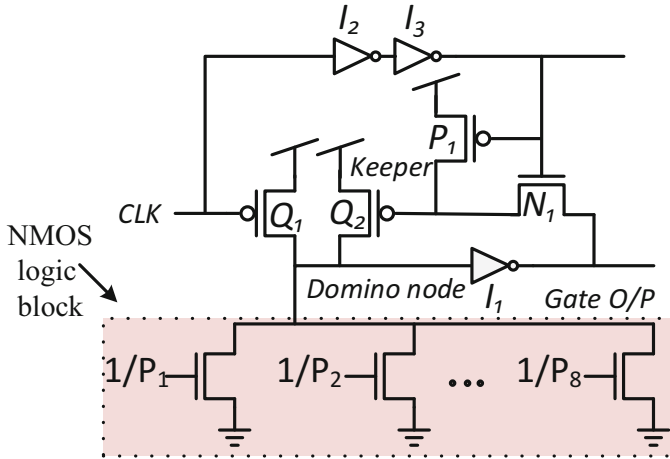 I2 I3
P1
Keeper
CLK Q1 Q2 N1
NMOS
logic
block
Domino node I1 Gate O/P
1/P1 1/P2 ... 1/P8